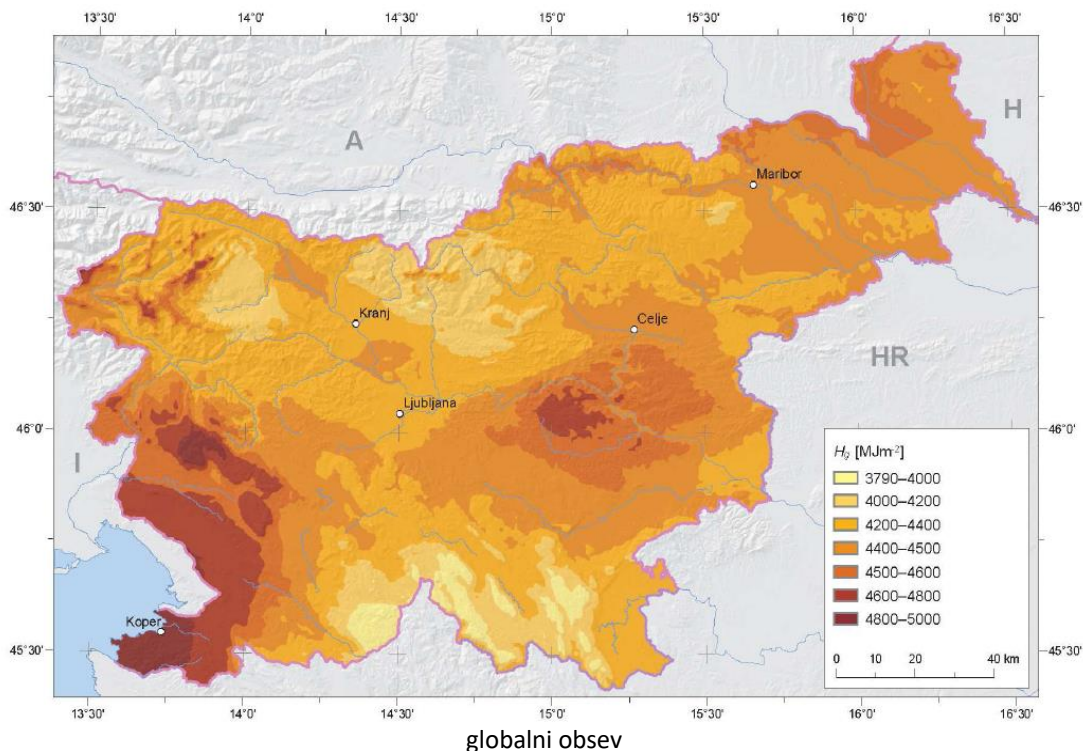 13°30' 14°0' 14°30' 15°0' 15°30' 16°0' 16°30'
H
A
Maribor
46°30' 46°30'
Kranj
Celje
HR
Ljubljana
46°0' 46°0'
I
Hg [MJm-2]
3790–4000
4000–4200
4200–4400
4400–4500
4500–4600
4600–4800
4800–5000
Koper
45°30' 45°30'
0 10 20 40 km
13°30' 14°0' 14°30' 15°0' 15°30' 16°0' 16°30'
globalni obsev